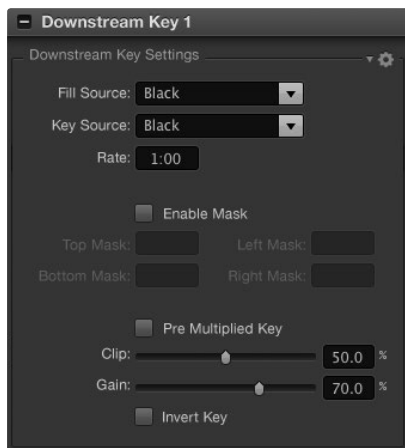 Downstream Key 1
Downstream Key Settings
Fill Source: Black
Key Source: Black
Rate: 1:00
Enable Mask
Top Mask: Left Mask:
Bottom Mask: Right Mask:
Pre Multiplied Key
Clip: 50.0 %
Gain: 70.0 %
Invert Key